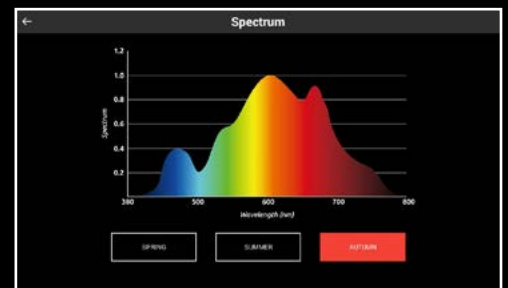 Spectrum
1.2
1.0
0.8
0.6
0.4
0.2
Spectrum
380 500 600 700 800
Wavelength (nm)
SPRING SUMMER AUTUMN